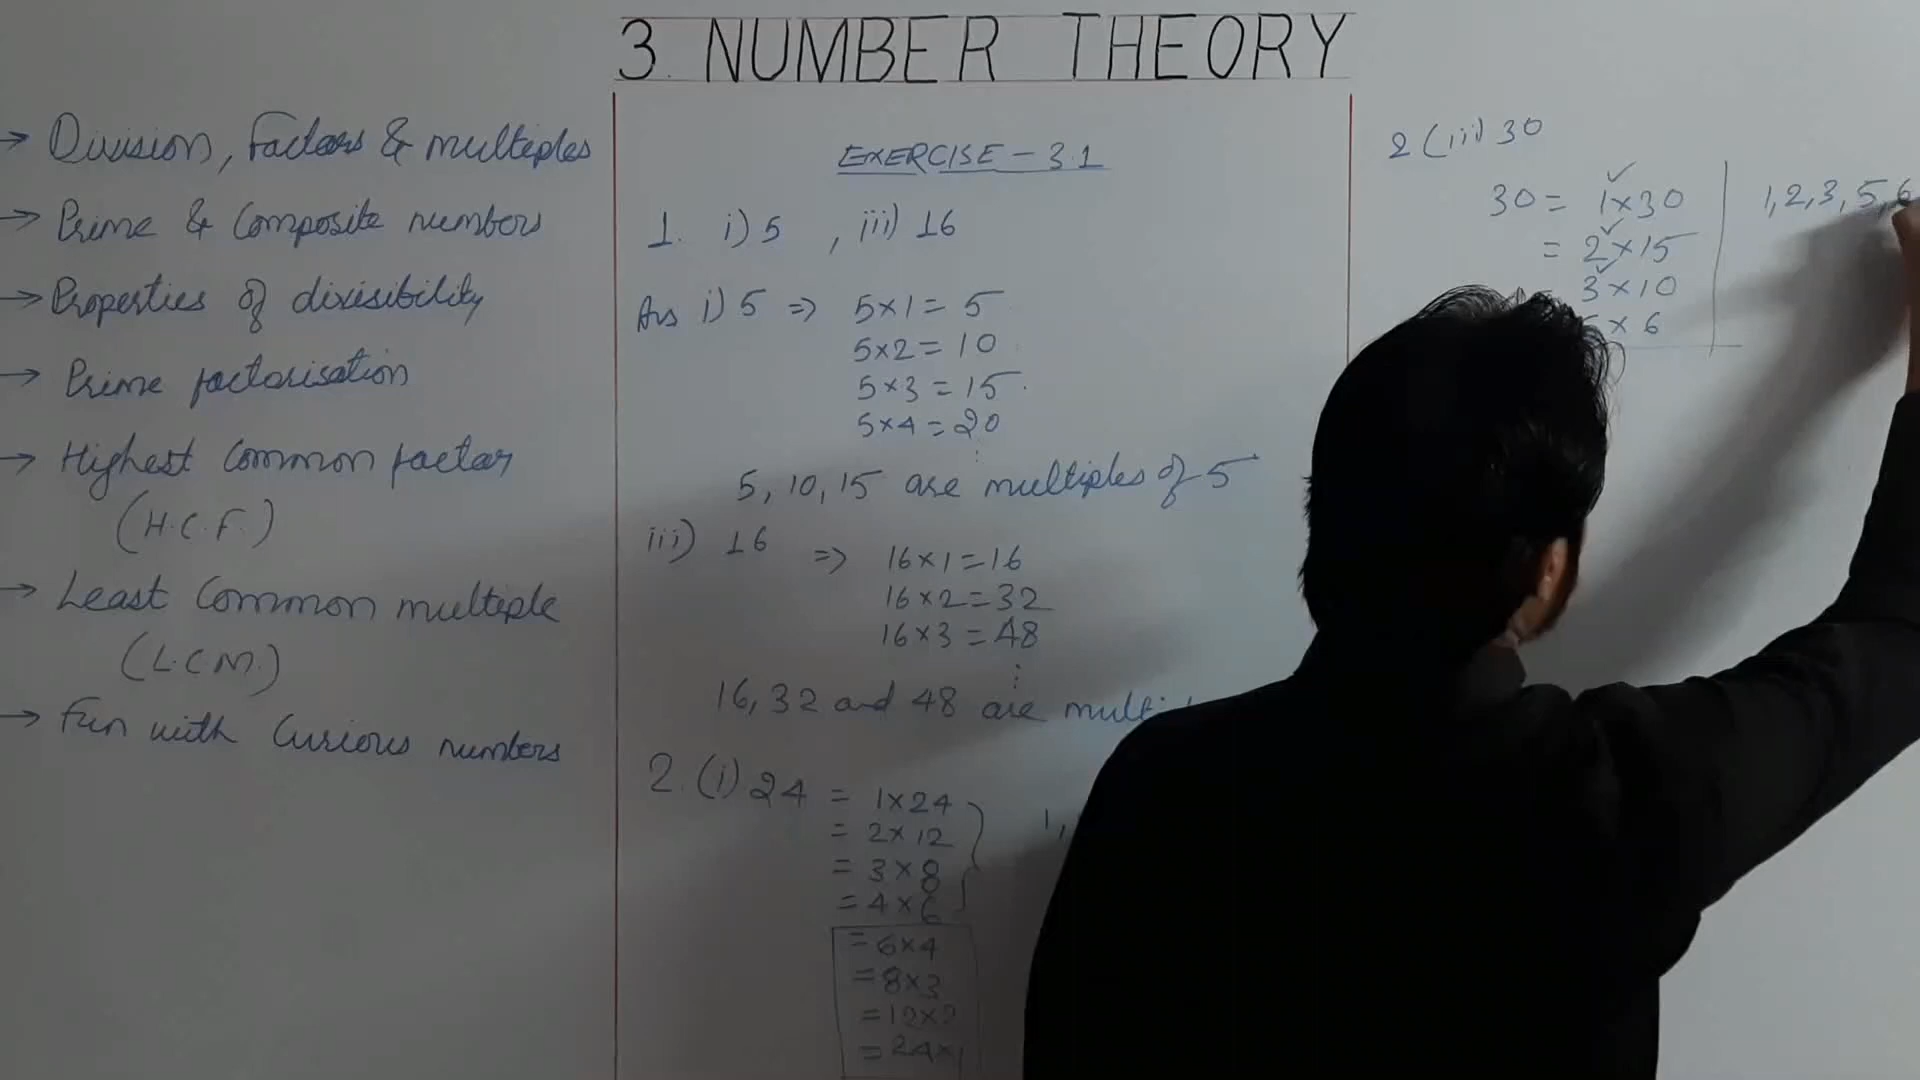 3. NUMBER THEORY
→ Division, Factors & multiples
→ Prime & Composite numbers
→ Properties of divisibility
→ Prime factorisation
→ Highest Common factor
(H.C.F.)
→ Least Common multiple
(L.C.M.)
→ Fun with Curious numbers
EXERCISE - 3.1
1. i) 5 , iii) 16
Ans i) 5 => 5×1 = 5
5×2 = 10
5×3 = 15
5×4 = 20
5, 10, 15 are multiples of 5
iii) 16 => 16×1=16
16×2=32
16×3=48
16, 32 and 48 are
2. (i) 24 = 1×24
= 2×12
= 3×8
= 4×6
= 6×4
= 8×3
= 12×2
= 24×1
1,
2 (iii) 30
30 = 1×30
= 2×15
3×10
×6
1,2,3,5,6